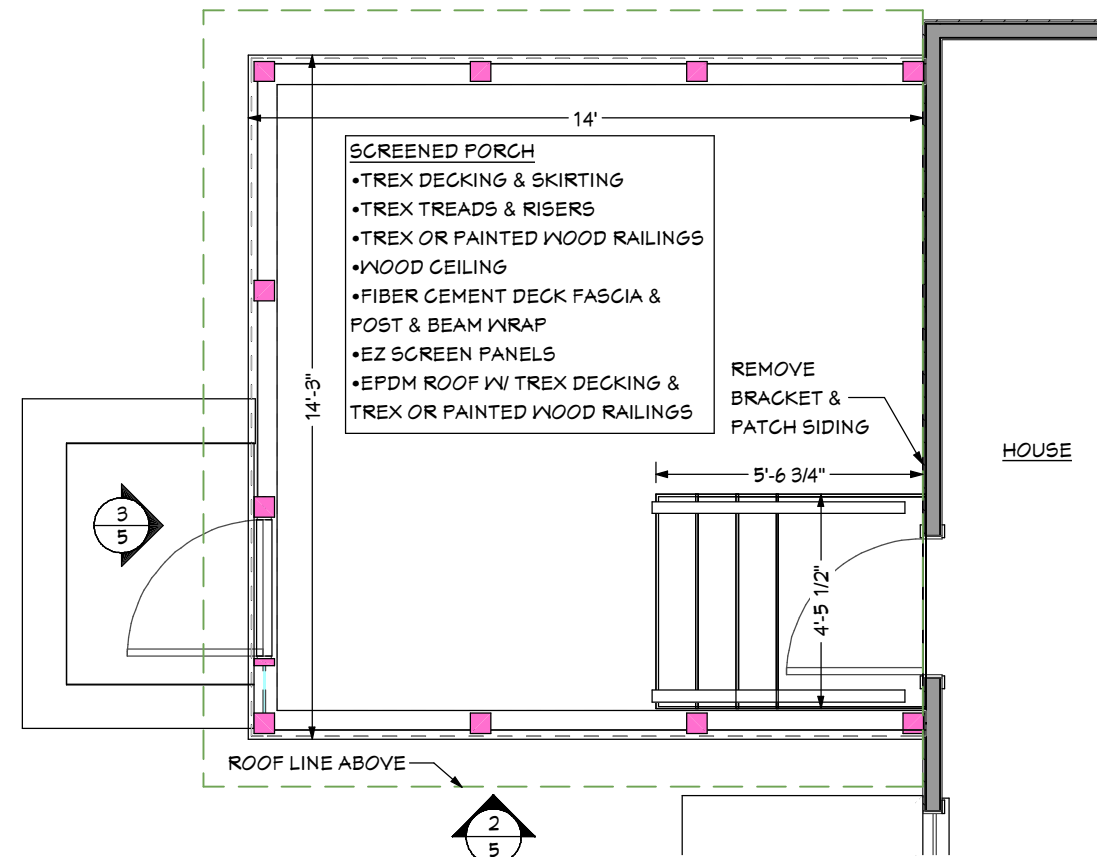 14'
SCREENED PORCH
•TREX DECKING & SKIRTING
•TREX TREADS & RISERS
•TREX OR PAINTED WOOD RAILINGS
•WOOD CEILING
•FIBER CEMENT DECK FASCIA &
POST & BEAM WRAP
•EZ SCREEN PANELS
•EPDM ROOF W/ TREX DECKING &
TREX OR PAINTED WOOD RAILINGS
14'-3"
REMOVE
BRACKET &
PATCH SIDING
HOUSE
5'-6 3/4"
4'-5 1/2"
3
5
ROOF LINE ABOVE
2
5